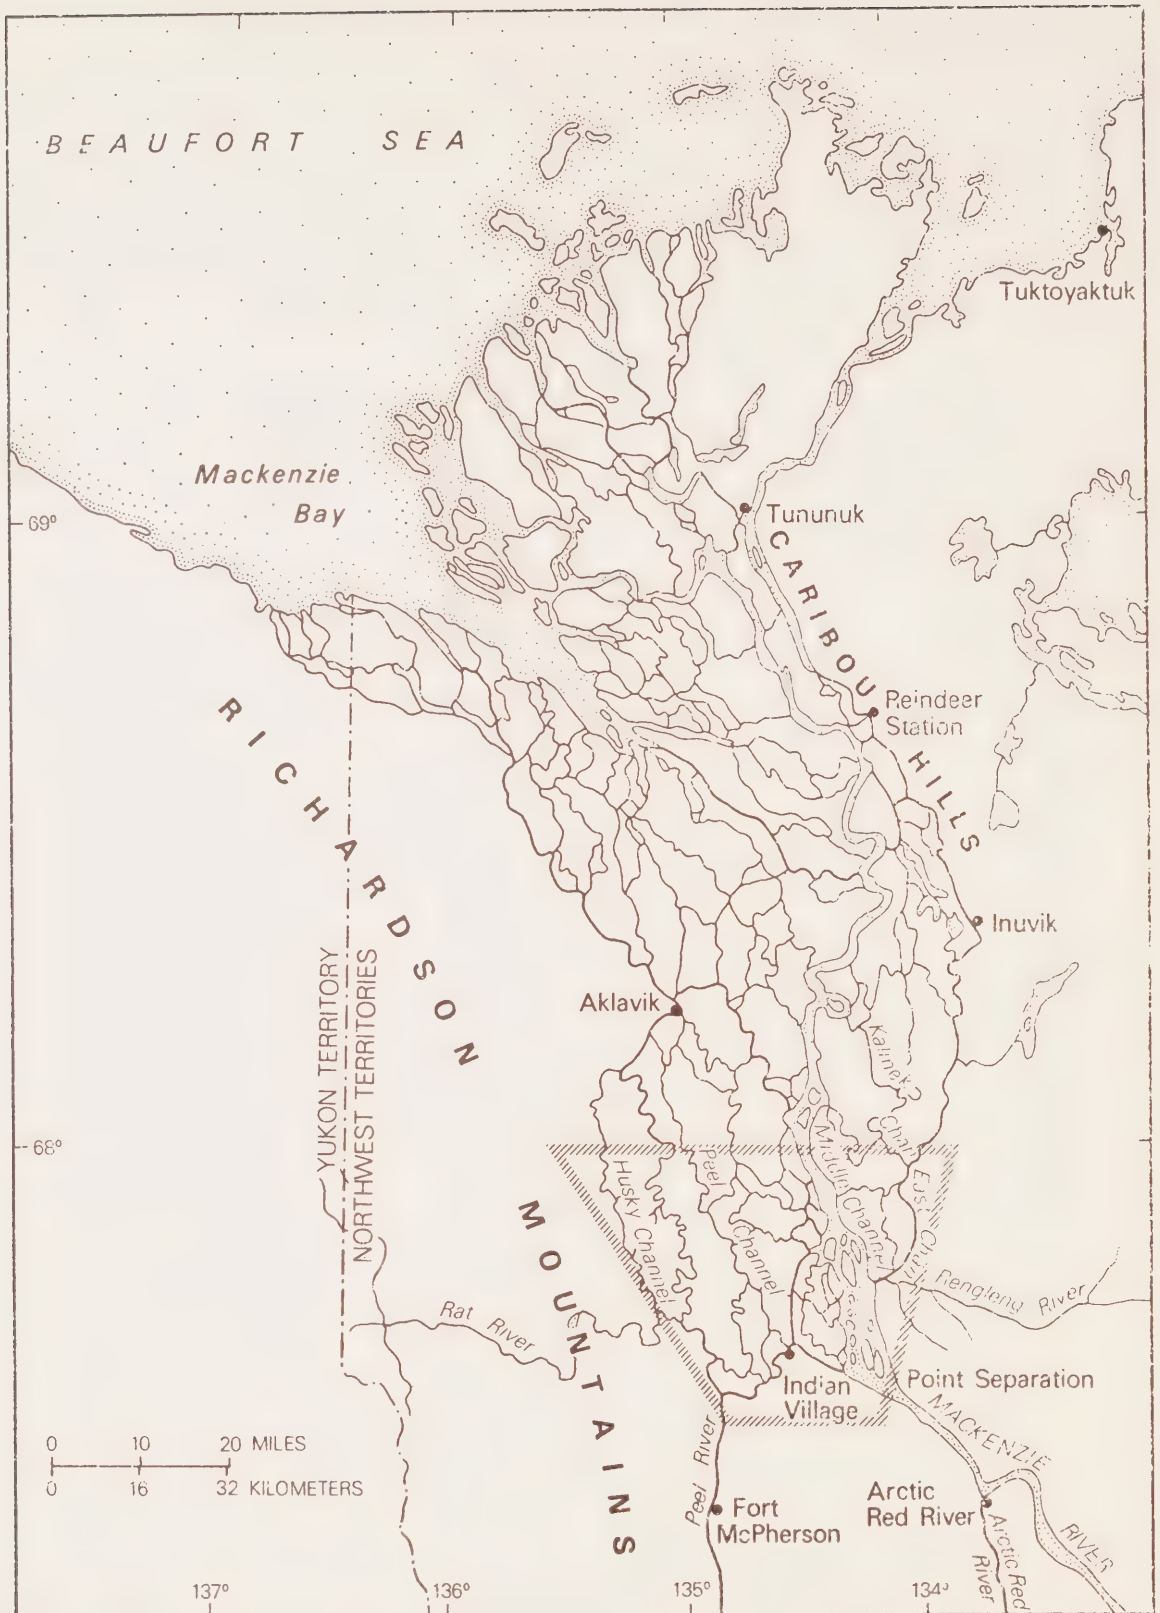 BEAUFORT SEA
Tuktoyaktuk
Mackenzie
Bay
69°
Tununuk
CARIBOU HILLS
Reindeer
Station
RICHARDSON MOUNTAINS
Inuvik
YUKON TERRITORY
NORTHWEST TERRITORIES
Aklavik
Kalinek
Chan
68°
Husky Channel
Peel Channel
Middle Channel
East Chan
Rengleng River
Rat River
Indian
Village
Point Separation
MACKENZIE RIVER
0 10 20 MILES
0 16 32 KILOMETERS
Peel River
Fort
McPherson
Arctic
Red River
Arctic Red
River
137° 136° 135° 134°